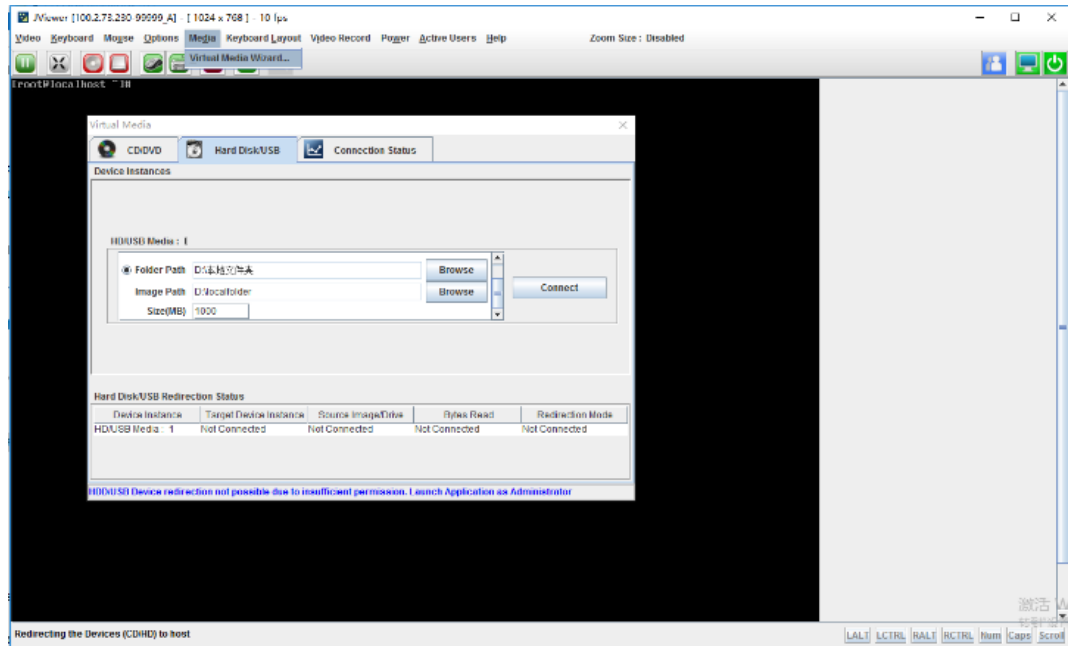 JViewer [100.2.73.230-99999_A] - [ 1024 x 768 ] - 10 fps
Video Keyboard Mouse Options Media Keyboard Layout Video Record Power Active Users Help Zoom Size : Disabled
Virtual Media Wizard...
[root@localhost ~]#
Virtual Media
CD/DVD Hard Disk/USB Connection Status
Device Instances
HD/USB Media : I
Folder Path D:\本地文件夹 Browse
Connect
Image Path D:\localfolder Browse
Size(MB) 1000
Hard Disk/USB Redirection Status
Device Instance Target Device Instance Source Image/Drive Bytes Read Redirection Mode
HD/USB Media : 1 Not Connected Not Connected Not Connected Not Connected
HDD/USB Device redirection not possible due to insufficient permission. Launch Application as Administrator
激活 W
Redirecting the Devices (CD/HD) to host
LALT LCTRL RALT RCTRL Num Caps Scroll